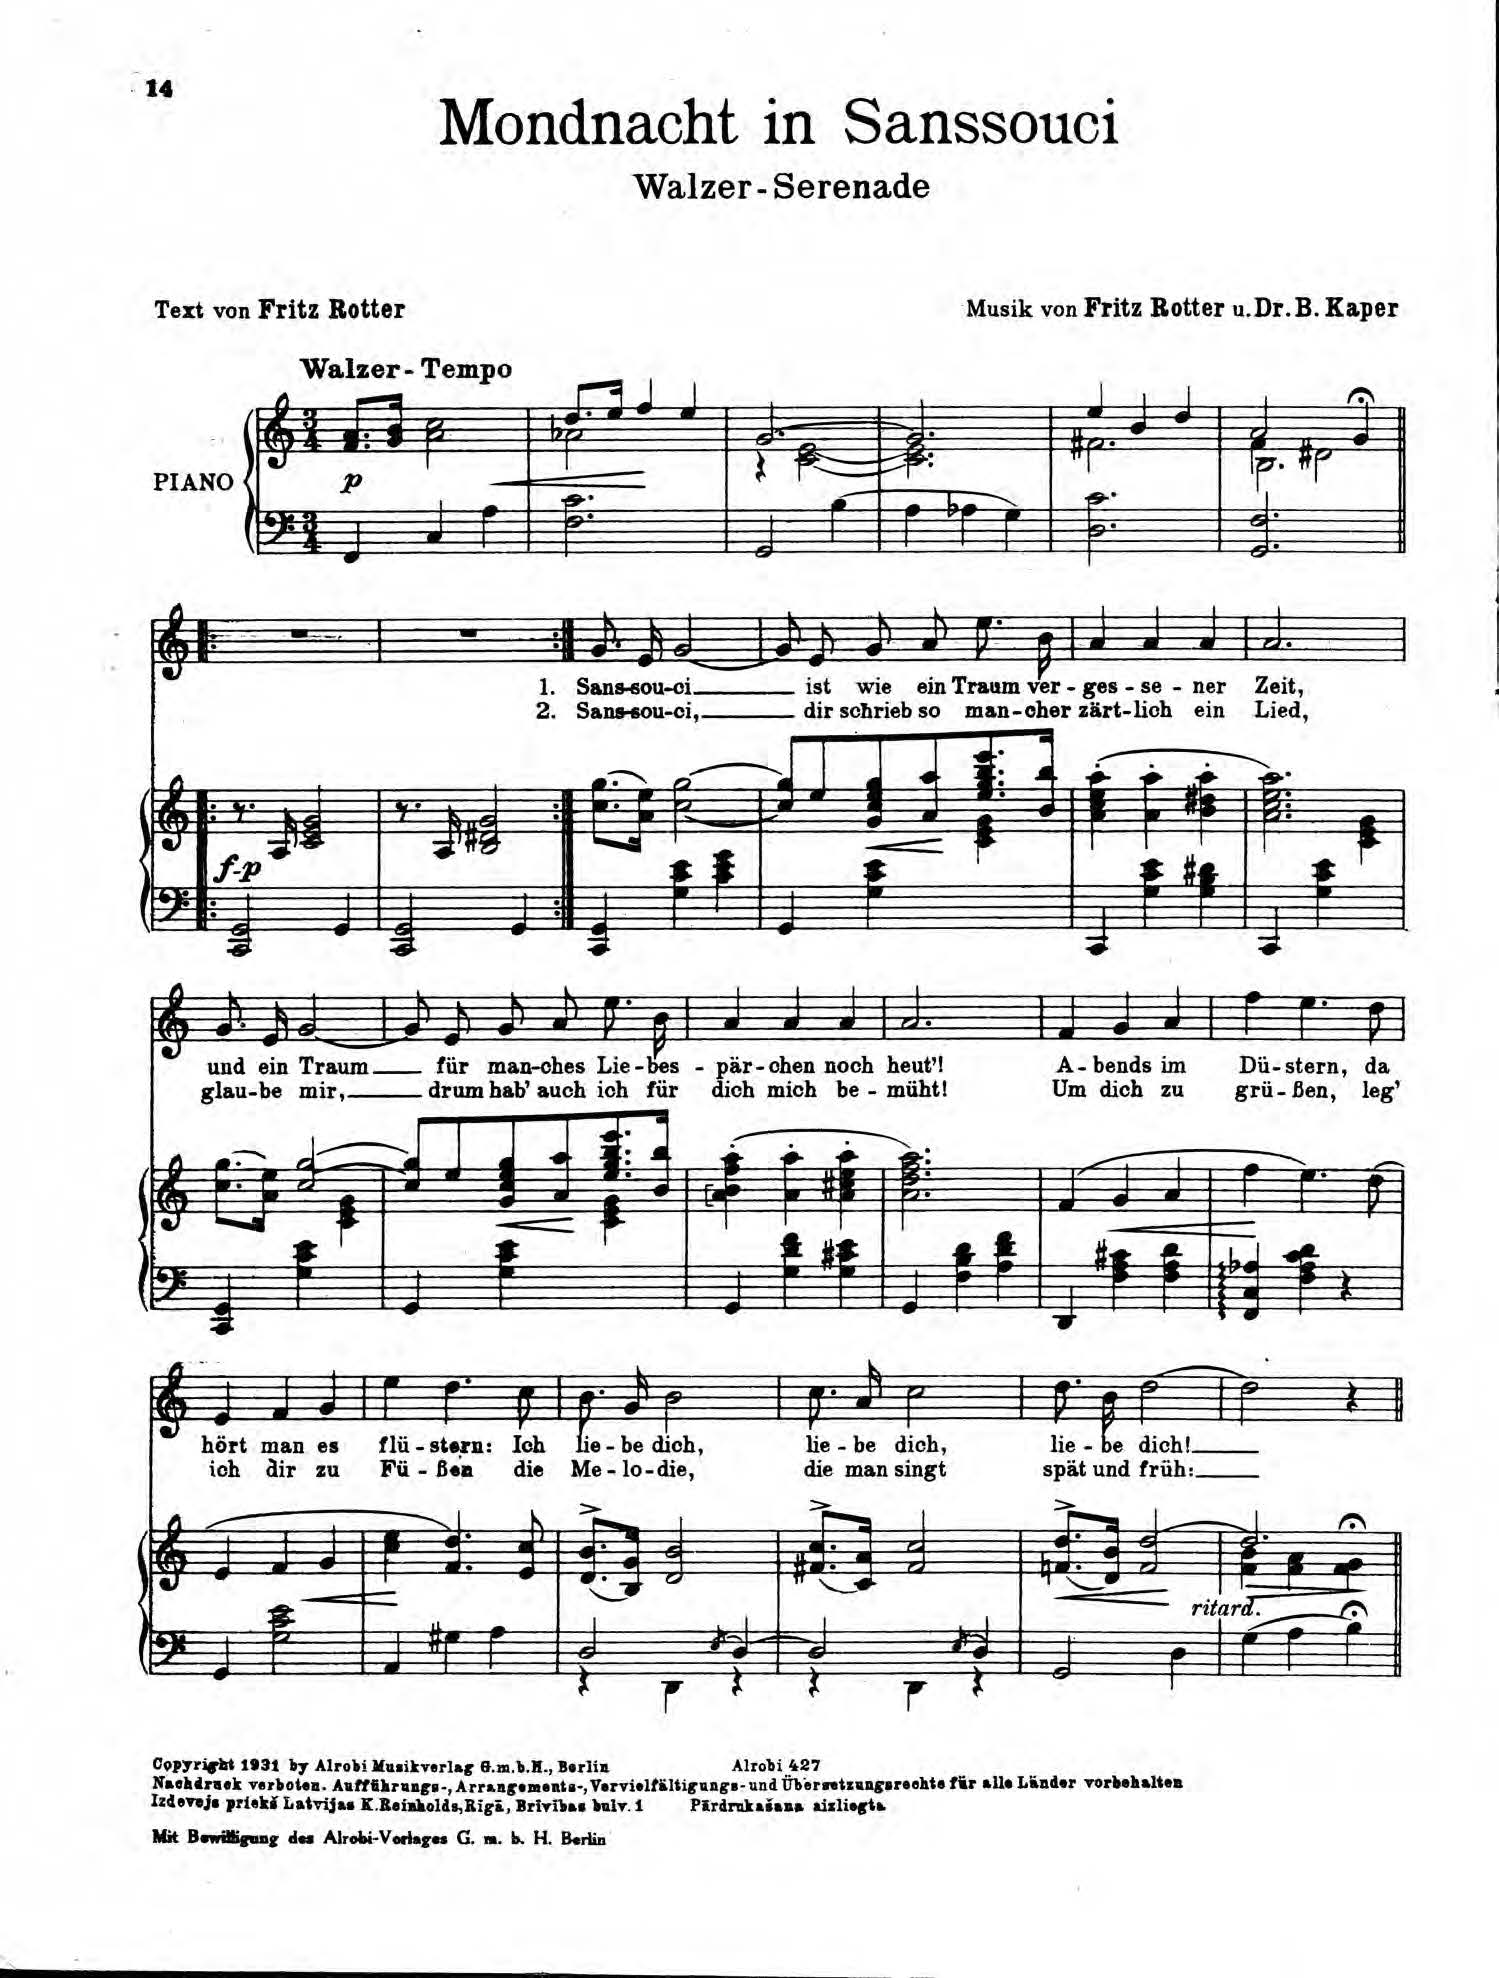 14
Mondnacht in Sanssouci
Walzer - Serenade
Text von Fritz Rotter
Musik von Fritz Rotter u. Dr. B. Kaper
Walzer - Tempo
PIANO
p
1. Sans-sou-ci ist wie ein Traum ver - ges - se - ner Zeit,
2. Sans-sou-ci, dir schrieb so man-cher zärt-lich ein Lied,
f-p
und ein Traum für man-ches Lie-bes - pär-chen noch heut'! A - bends im Dü-stern, da
glau-be mir, drum hab' auch ich für dich mich be - müht! Um dich zu grü-ßen, leg'
hört man es flü-stern: Ich lie-be dich, lie-be dich, lie-be dich!
ich dir zu Fü-ßen die Me-lo-die, die man singt spät und früh:
ritard.
Copyright 1931 by Alrobi Musikverlag G.m.b.H., Berlin Alrobi 427
Nachdruck verboten. Aufführungs-, Arrangements-, Vervielfältigungs- und Übersetzungsrechte für alle Länder vorbehalten
Izdevejs priekš Latvijas K. Reinholds, Rīgā, Brīvības bulv. 1 Pārdrukašana aizliegta
Mit Bewilligung des Alrobi-Verlages G. m. b. H. Berlin